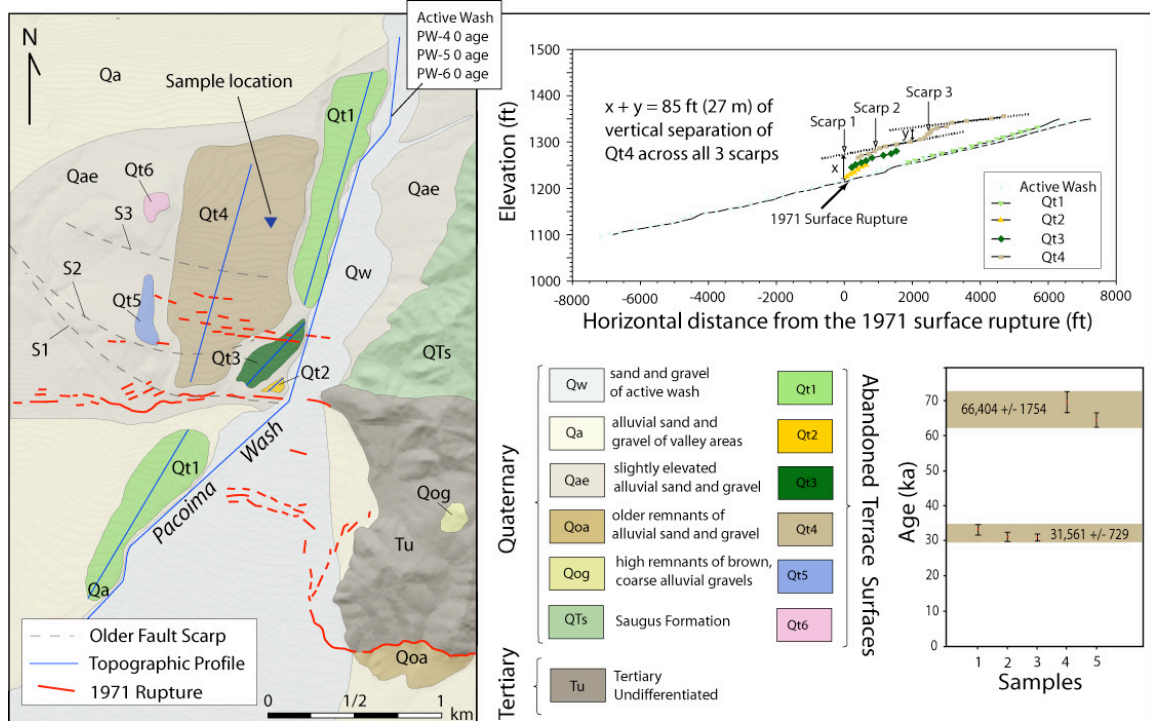 Active Wash
PW-4 0 age
PW-5 0 age
PW-6 0 age
N
Qa
Sample location
Qt1
Qt6
Qae
S3
Qt4
Qae
S2
Qw
Qt5
S1
QTs
Qt3
Qt2
Qt1
Pacoima Wash
Qog
Tu
Qa
Qoa
Older Fault Scarp
Topographic Profile
1971 Rupture
0 1/2 1
km
Elevation (ft)
1500
1400
1300
1200
1100
1000
x + y = 85 ft (27 m) of
vertical separation of
Qt4 across all 3 scarps
Scarp 1
Scarp 2
Scarp 3
y
x
1971 Surface Rupture
Active Wash
Qt1
Qt2
Qt3
Qt4
-8000 -6000 -4000 -2000 0 2000 4000 6000 8000
Horizontal distance from the 1971 surface rupture (ft)
Quaternary
Qw sand and gravel
of active wash
Qa alluvial sand and
gravel of valley areas
Qae slightly elevated
alluvial sand and gravel
Qoa older remnants of
alluvial sand and gravel
Qog high remnants of brown,
coarse alluvial gravels
QTs Saugus Formation
Tertiary
Tu Tertiary
Undifferentiated
Qt1
Qt2
Qt3
Qt4
Qt5
Qt6
Abandoned Terrace Surfaces
Age (ka)
70
60
50
40
30
20
10
0
66,404 +/- 1754
31,561 +/- 729
1 2 3 4 5
Samples